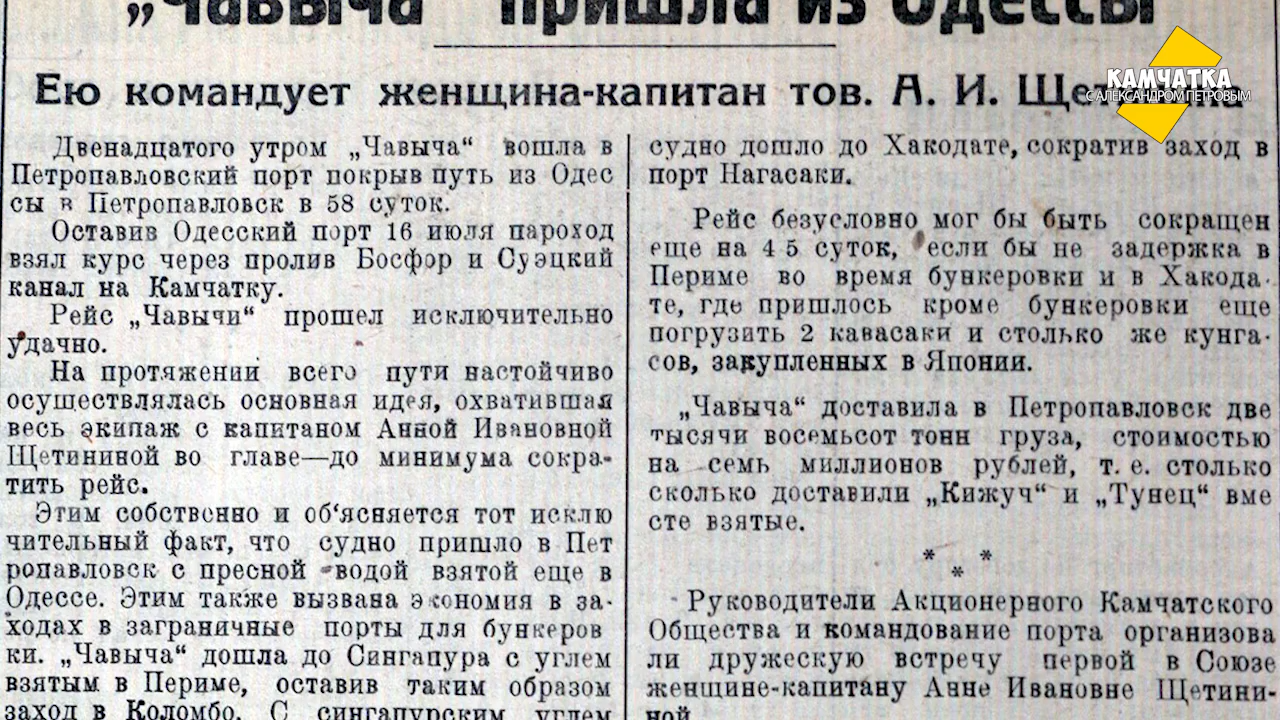 „Чавыча“ пришла из Одессы
Ею командует женщина-капитан тов. А. И.
КАМЧАТКА
С АЛЕКСАНДРОМ ПЕТРОВЫМ
Двенадцатого утром „Чавыча“ вошла в
Петропавловский порт покрыв путь из Одес
сы в Петропавловск в 58 суток.
Оставив Одесский порт 16 июля пароход
взял курс через пролив Босфор и Суэцкий
канал на Камчатку.
Рейс „Чавычи“ прошел исключительно
удачно.
На протяжении всего пути настойчиво
осуществлялась основная идея, охватившая
весь экипаж с капитаном Анной Ивановной
Щетининой во главе—до минимума сокра-
тить рейс.
Этим собственно и об‘ясняется тот исклю
чительный факт, что судно пришло в Пет
ропавловск с пресной водой взятой еще в
Одессе. Этим также вызвана экономия в за-
ходах в заграничные порты для бункеров
ки. „Чавыча“ дошла до Сингапура с углем
взятым в Периме, оставив таким образом
заход в Коломбо. С сингапурским углем
судно дошло до Хакодате, сократив заход в
порт Нагасаки.
Рейс безусловно мог бы быть сокращен
еще на 4 5 суток, если бы не задержка в
Периме во время бункеровки и в Хакода-
те, где пришлось кроме бункеровки еще
погрузить 2 кавасаки и столько же кунга-
сов, закупленных в Японии.
„Чавыча“ доставила в Петропавловск две
тысячи восемьсот тонн груза, стоимостью
на семь миллионов рублей, т. е. столько
сколько доставили „Кижуч“ и „Тунец“ вме
сте взятые.
* * *
Руководители Акционерного Камчатского
Общества и командование порта организова
ли дружескую встречу первой в Союзе
женщине-капитану Анне Ивановне Щетини-
ной